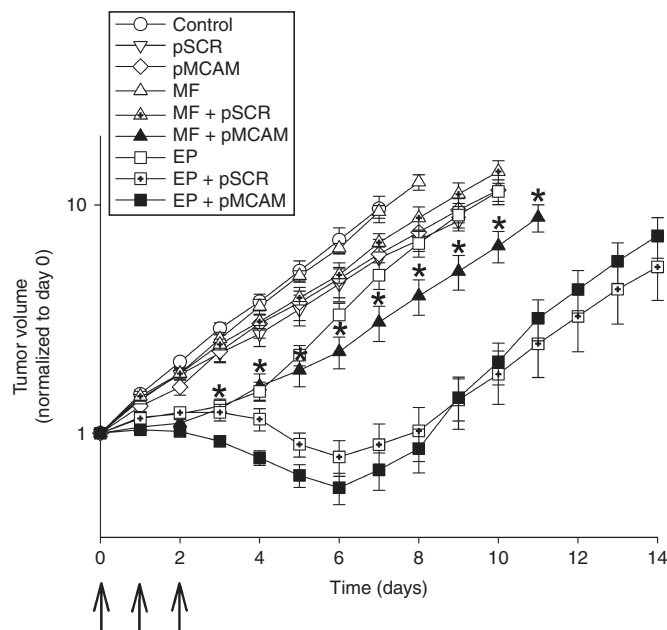 Control
pSCR
pMCAM
MF
MF + pSCR
MF + pMCAM
EP
EP + pSCR
EP + pMCAM
10
1
Tumor volume
(normalized to day 0)
* * * * * * * * *
0 2 4 6 8 10 12 14
Time (days)